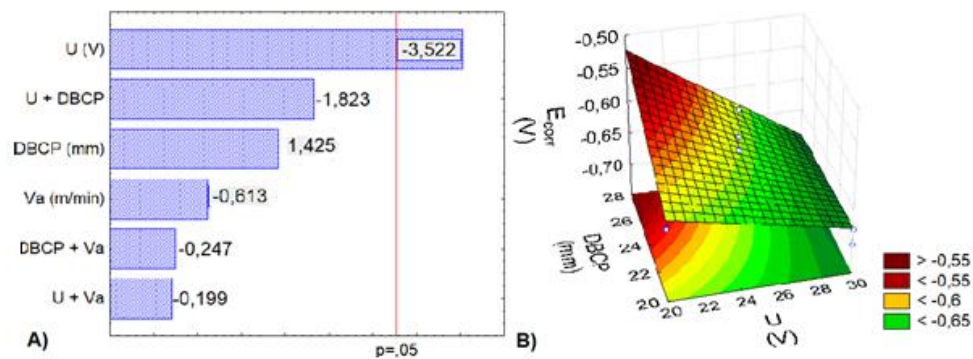 U (V)
-3,522
U + DBCP
-1,823
DBCP (mm)
1,425
Va (m/min)
-0,613
DBCP + Va
-0,247
U + Va
-0,199
A)
p=,05
-0,50
-0,55
-0,60
-0,65
-0,70
Ecorr
(V)
28
26
24
22
20
DBCP
(mm)
20
22
24
26
28
30
U
(V)
B)
> -0,55
< -0,55
< -0,6
< -0,65